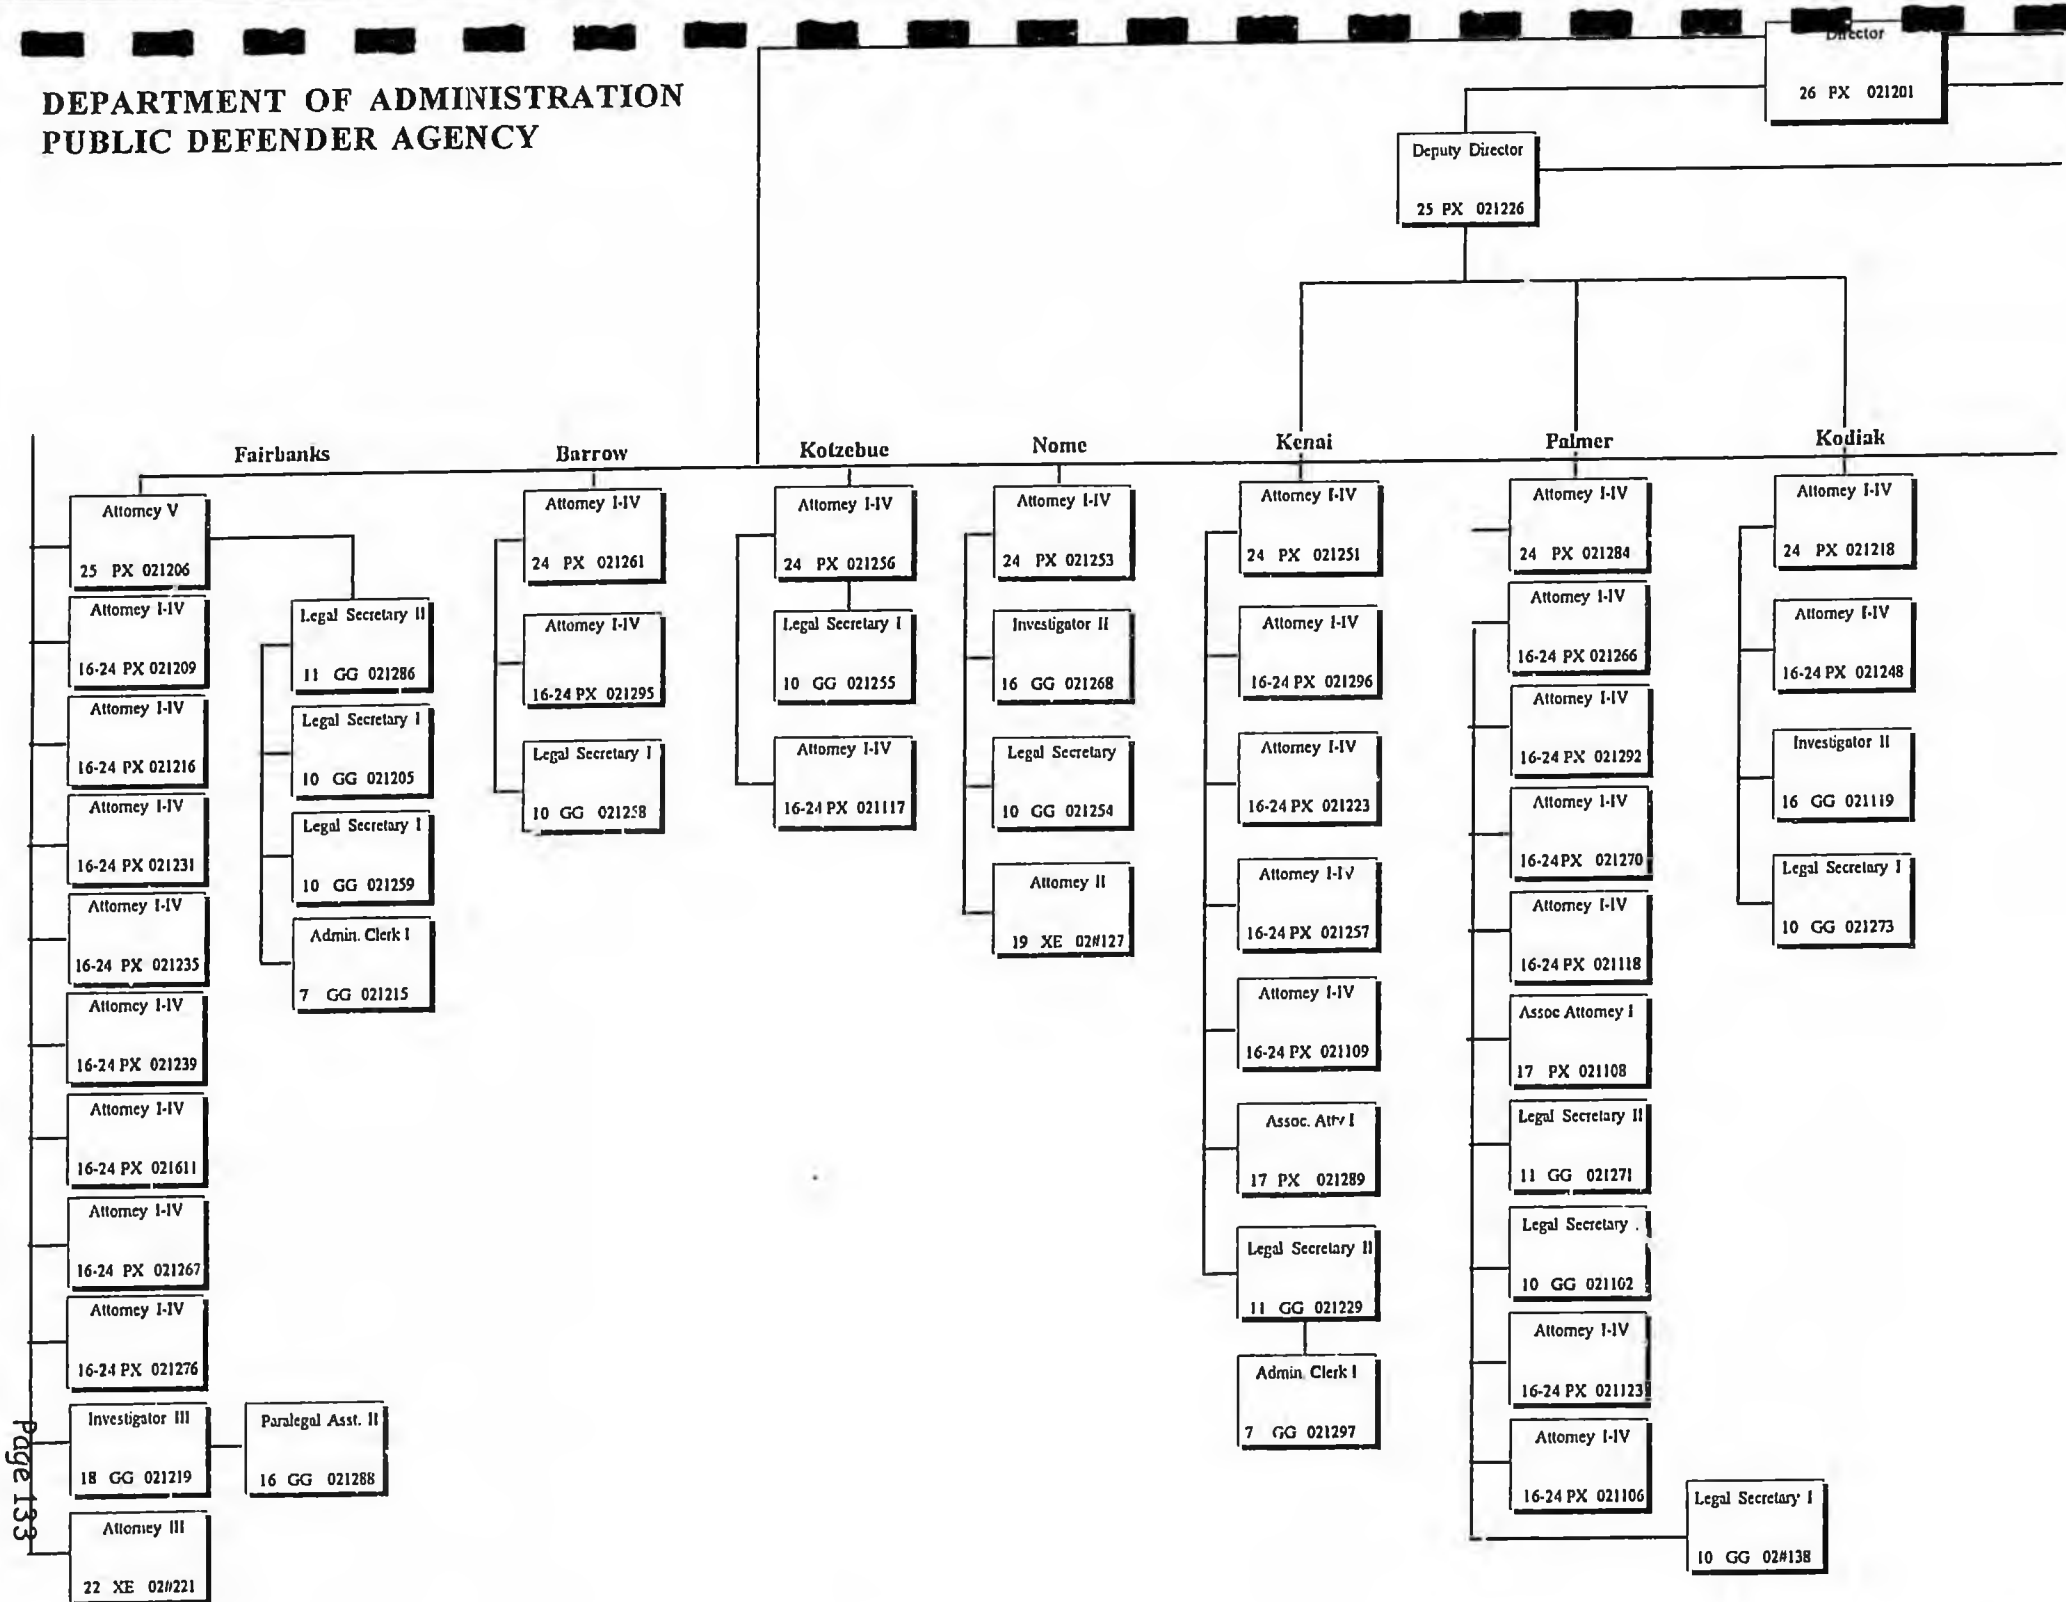 DEPARTMENT OF ADMINISTRATION
PUBLIC DEFENDER AGENCY
Director
26 PX 021201
Deputy Director
25 PX 021226
Fairbanks
Attorney V
25 PX 021206
Attorney I-IV
16-24 PX 021209
Attorney I-IV
16-24 PX 021216
Attorney I-IV
16-24 PX 021231
Attorney I-IV
16-24 PX 021235
Attorney I-IV
16-24 PX 021239
Attorney I-IV
16-24 PX 021611
Attorney I-IV
16-24 PX 021267
Attorney I-IV
16-24 PX 021276
Investigator III
18 GG 021219
Attorney III
22 XE 02#221
Legal Secretary II
11 GG 021286
Legal Secretary I
10 GG 021205
Legal Secretary I
10 GG 021259
Admin. Clerk I
7 GG 021215
Paralegal Asst. II
16 GG 021288
Barrow
Attorney I-IV
24 PX 021261
Attorney I-IV
16-24 PX 021295
Legal Secretary I
10 GG 021258
Kotzebue
Attorney I-IV
24 PX 021256
Legal Secretary I
10 GG 021255
Attorney I-IV
16-24 PX 021117
Nome
Attorney I-IV
24 PX 021253
Investigator II
16 GG 021268
Legal Secretary
10 GG 021254
Attorney II
19 XE 02#127
Kenai
Attorney I-IV
24 PX 021251
Attorney I-IV
16-24 PX 021296
Attorney I-IV
16-24 PX 021223
Attorney I-IV
16-24 PX 021257
Attorney I-IV
16-24 PX 021109
Assoc. Atty I
17 PX 021289
Legal Secretary II
11 GG 021229
Admin. Clerk I
7 GG 021297
Palmer
Attorney I-IV
24 PX 021284
Attorney I-IV
16-24 PX 021266
Attorney I-IV
16-24 PX 021292
Attorney I-IV
16-24 PX 021270
Attorney I-IV
16-24 PX 021118
Assoc Attorney I
17 PX 021108
Legal Secretary II
11 GG 021271
Legal Secretary
10 GG 021102
Attorney I-IV
16-24 PX 021123
Attorney I-IV
16-24 PX 021106
Legal Secretary I
10 GG 02#138
Kodiak
Attorney I-IV
24 PX 021218
Attorney I-IV
16-24 PX 021248
Investigator II
16 GG 021119
Legal Secretary I
10 GG 021273
Page 133